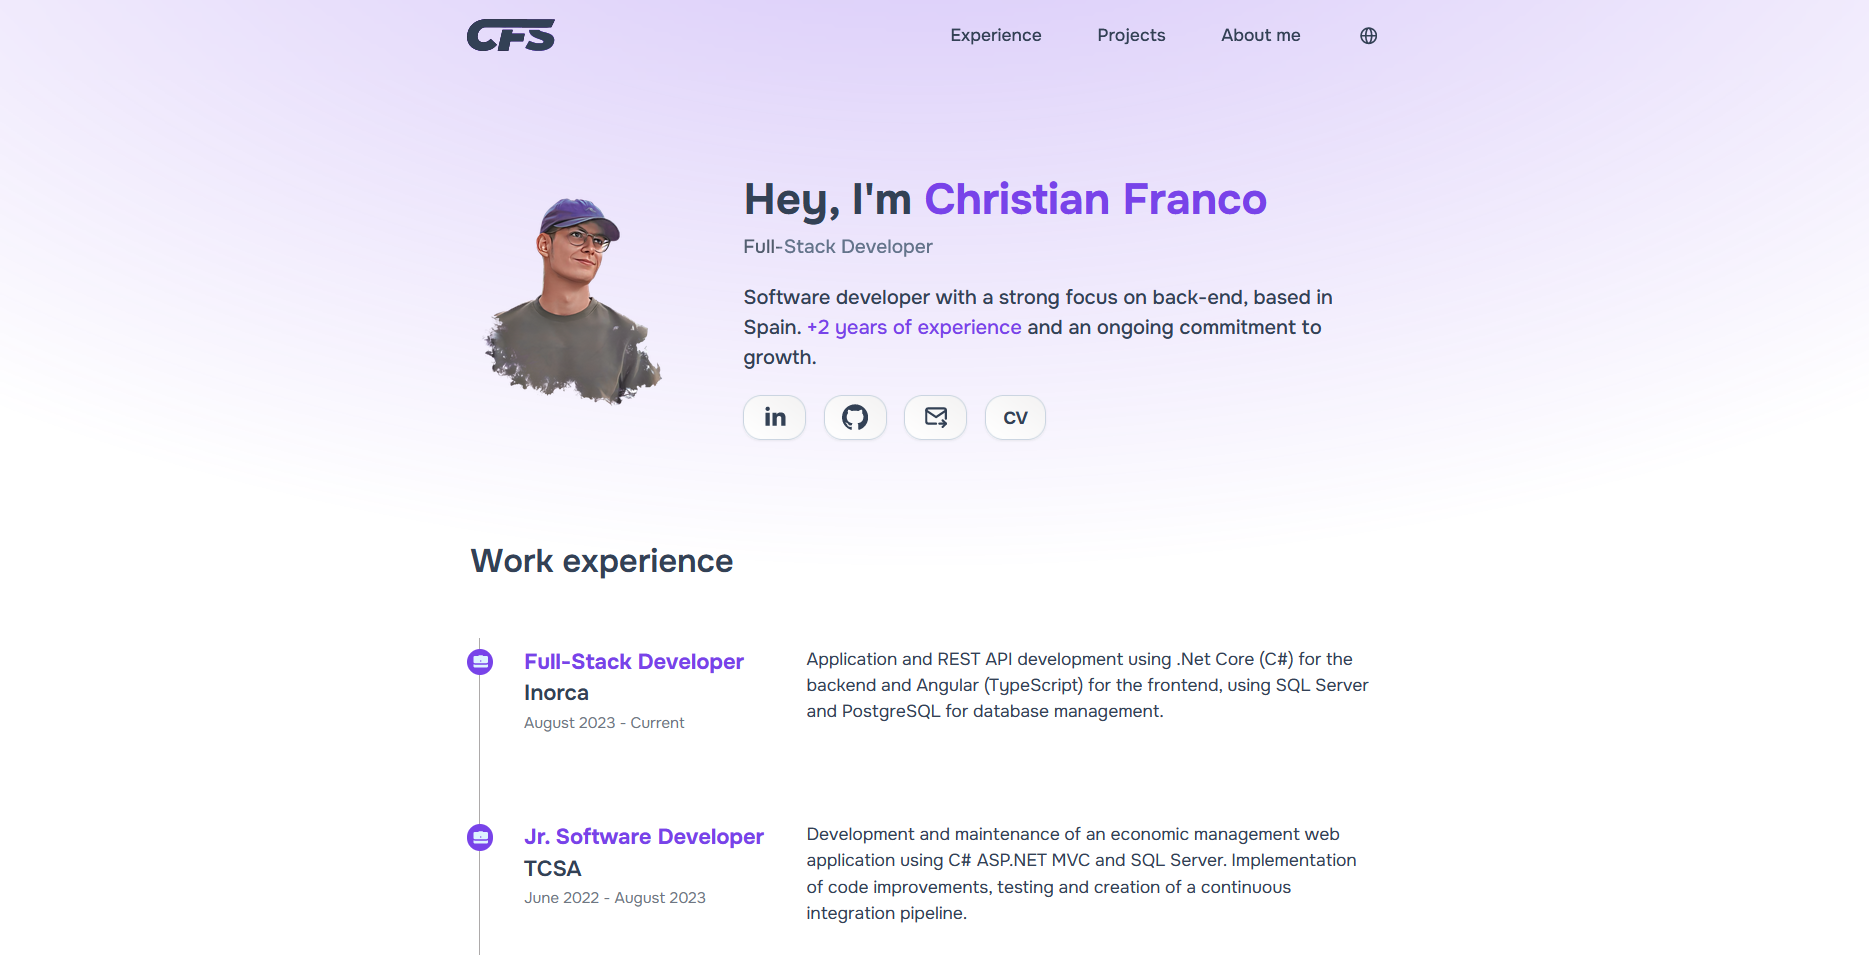 CFS
Experience
Projects
About me
Hey, I'm Christian Franco
Full-Stack Developer
Software developer with a strong focus on back-end, based in
Spain. +2 years of experience and an ongoing commitment to
growth.
in
CV
Work experience
Full-Stack Developer
Inorca
August 2023 - Current
Application and REST API development using .Net Core (C#) for the
backend and Angular (TypeScript) for the frontend, using SQL Server
and PostgreSQL for database management.
Jr. Software Developer
TCSA
June 2022 - August 2023
Development and maintenance of an economic management web
application using C# ASP.NET MVC and SQL Server. Implementation
of code improvements, testing and creation of a continuous
integration pipeline.